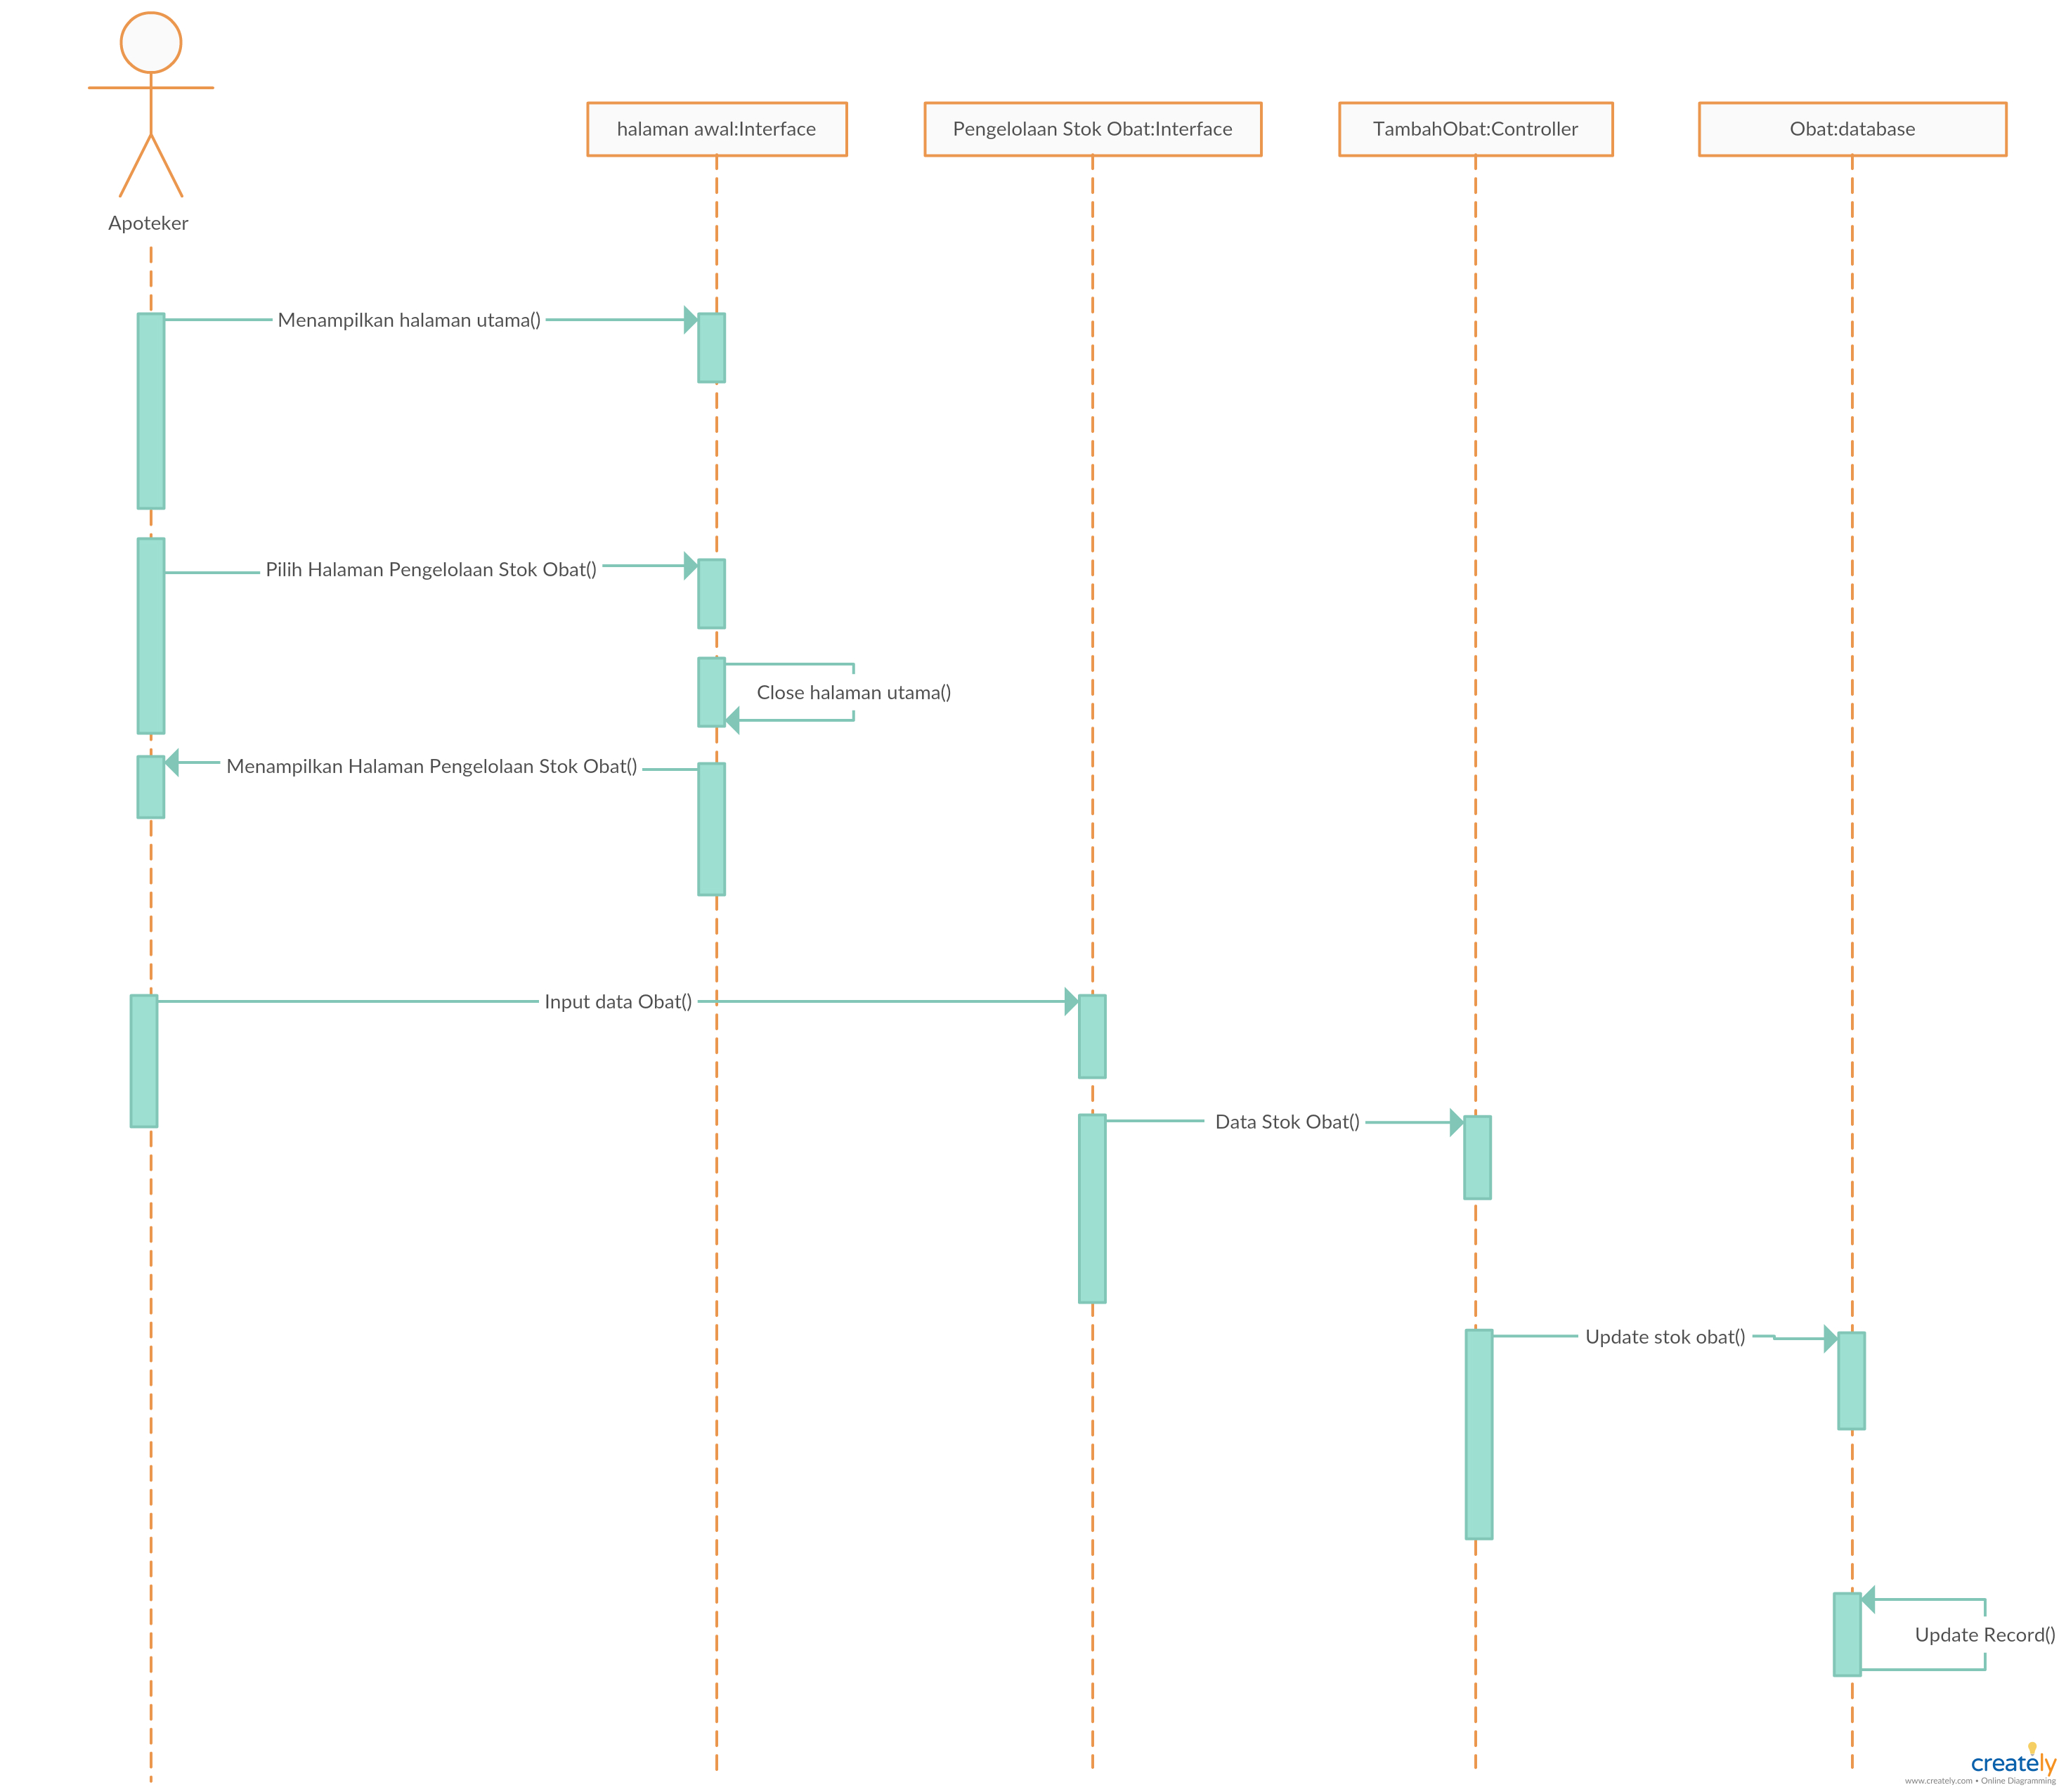 halaman awal:Interface
Pengelolaan Stok Obat:Interface
TambahObat:Controller
Obat:database
Apoteker
Menampilkan halaman utama()
Pilih Halaman Pengelolaan Stok Obat()
Close halaman utama()
Menampilkan Halaman Pengelolaan Stok Obat()
Input data Obat()
Data Stok Obat()
Update stok obat()
Update Record()
creately
www.creately.com • Online Diagramming